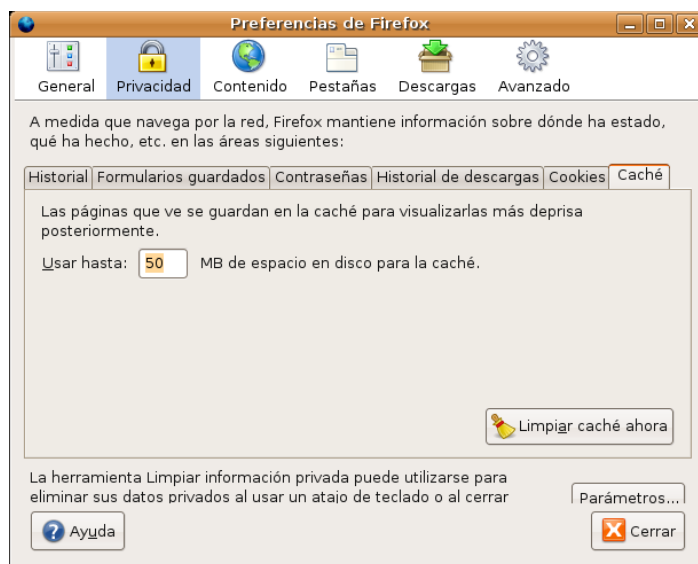 Preferencias de Firefox
General Privacidad Contenido Pestañas Descargas Avanzado
A medida que navega por la red, Firefox mantiene información sobre dónde ha estado,
qué ha hecho, etc. en las áreas siguientes:
Historial Formularios guardados Contraseñas Historial de descargas Cookies Caché
Las páginas que ve se guardan en la caché para visualizarlas más deprisa
posteriormente.
Usar hasta: 50 MB de espacio en disco para la caché.
Limpiar caché ahora
La herramienta Limpiar información privada puede utilizarse para
eliminar sus datos privados al usar un atajo de teclado o al cerrar
Parámetros...
Ayuda Cerrar